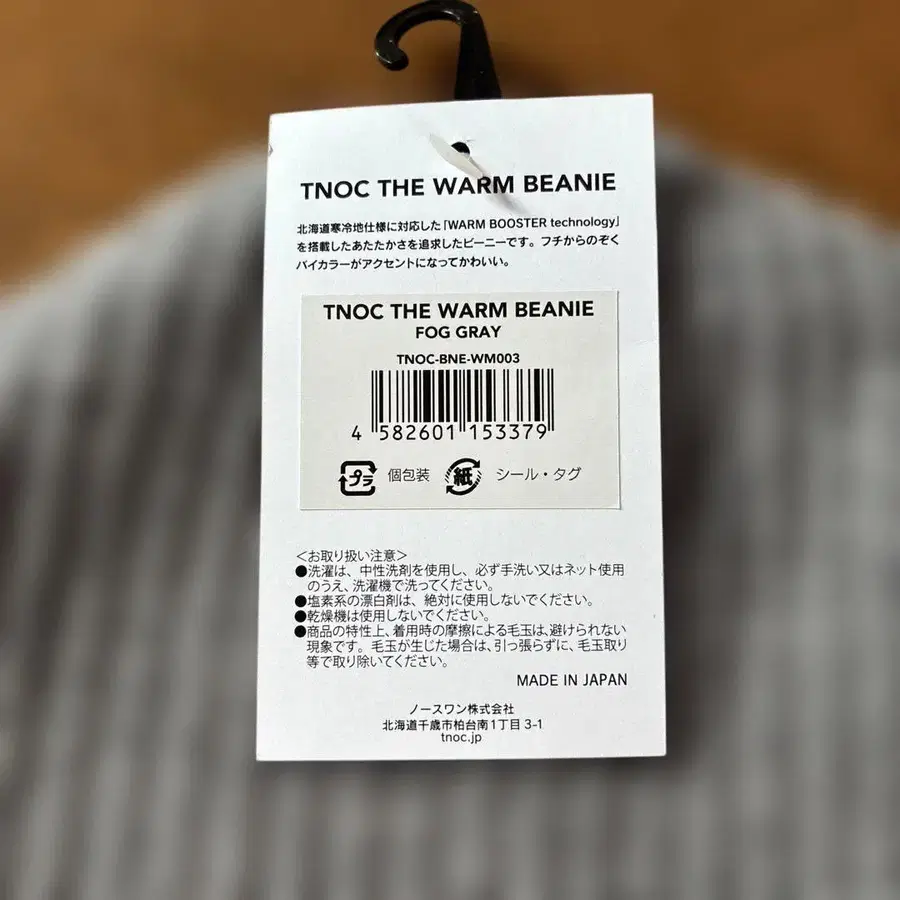 TNOC THE WARM BEANIE
北海道寒冷地仕様に対応した「WARM BOOSTER technology」
を搭載したあたたかさを追求したビーニーです。フチからのぞく
バイカラーがアクセントになってかわいい。
TNOC THE WARM BEANIE
FOG GRAY
TNOC-BNE-WM003
4 582601 153379
プラ 個包装 紙 シール・タグ
<お取り扱い注意>
●洗濯は、中性洗剤を使用し、必ず手洗い又はネット使用
のうえ、洗濯機で洗ってください。
●塩素系の漂白剤は、絶対に使用しないでください。
●乾燥機は使用しないでください。
●商品の特性上、着用時の摩擦による毛玉は、避けられない
現象です。毛玉が生じた場合は、引っ張らずに、毛玉取り
等で取り除いてください。
MADE IN JAPAN
ノースワン株式会社
北海道千歳市柏台南1丁目3-1
tnoc.jp